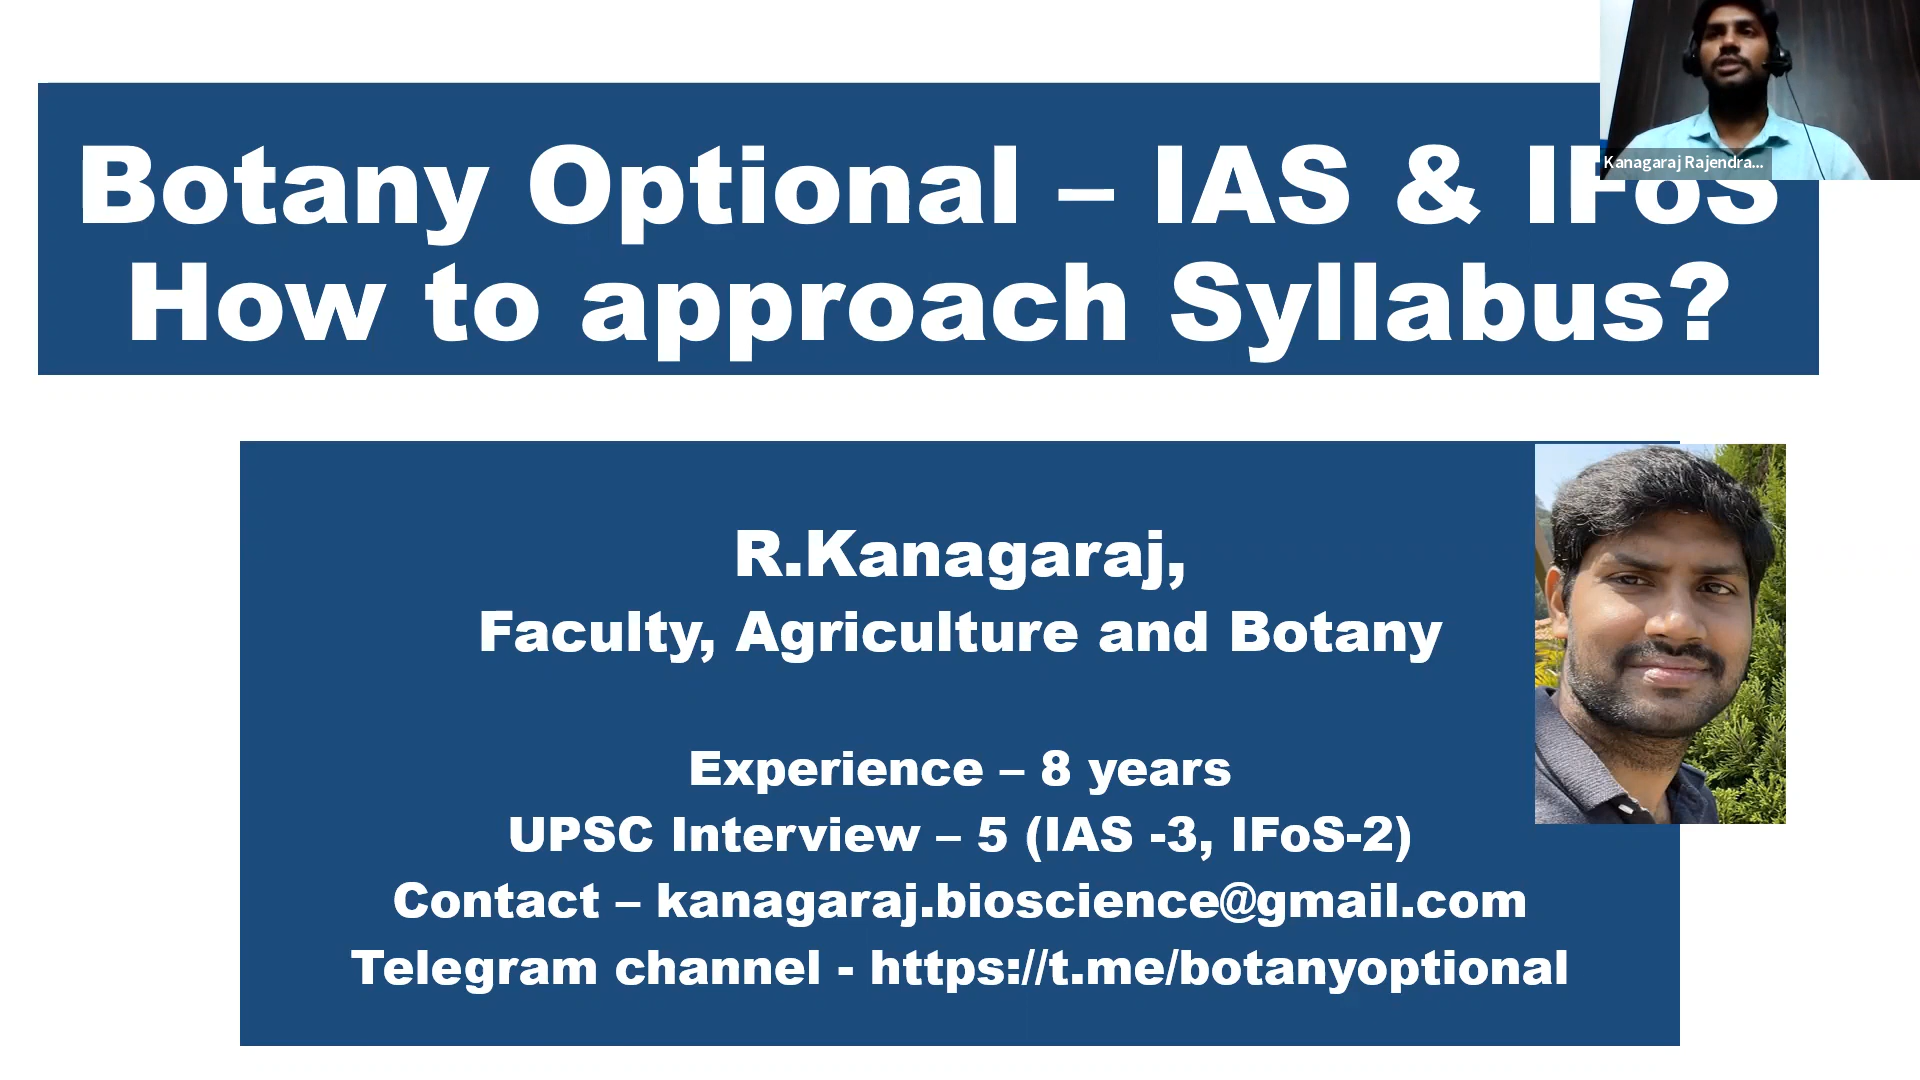 Botany Optional – IAS & IFoS
How to approach Syllabus?
Kanagaraj Rajendra...
R.Kanagaraj,
Faculty, Agriculture and Botany
Experience – 8 years
UPSC Interview – 5 (IAS -3, IFoS-2)
Contact – kanagaraj.bioscience@gmail.com
Telegram channel - https://t.me/botanyoptional